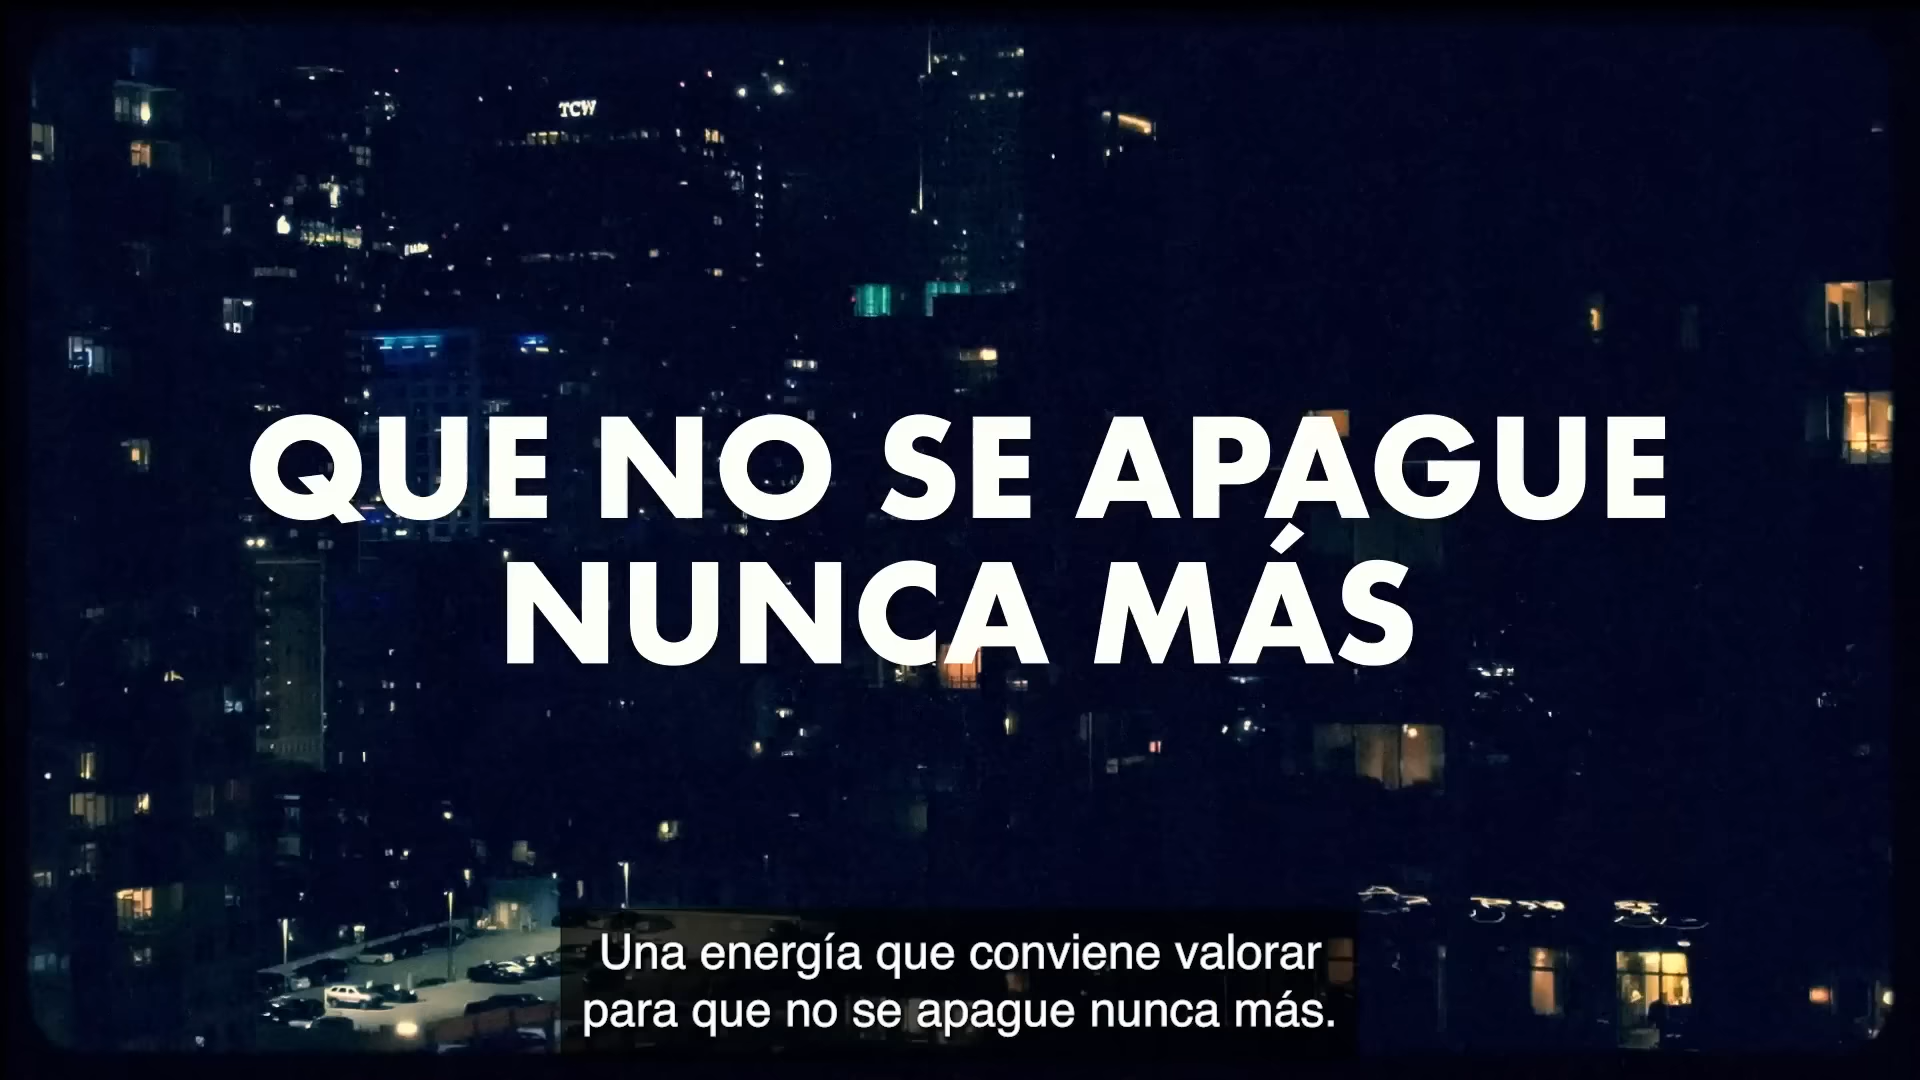 TCW
QUE NO SE APAGUE
NUNCA MÁS
Una energía que conviene valorar
para que no se apague nunca más.